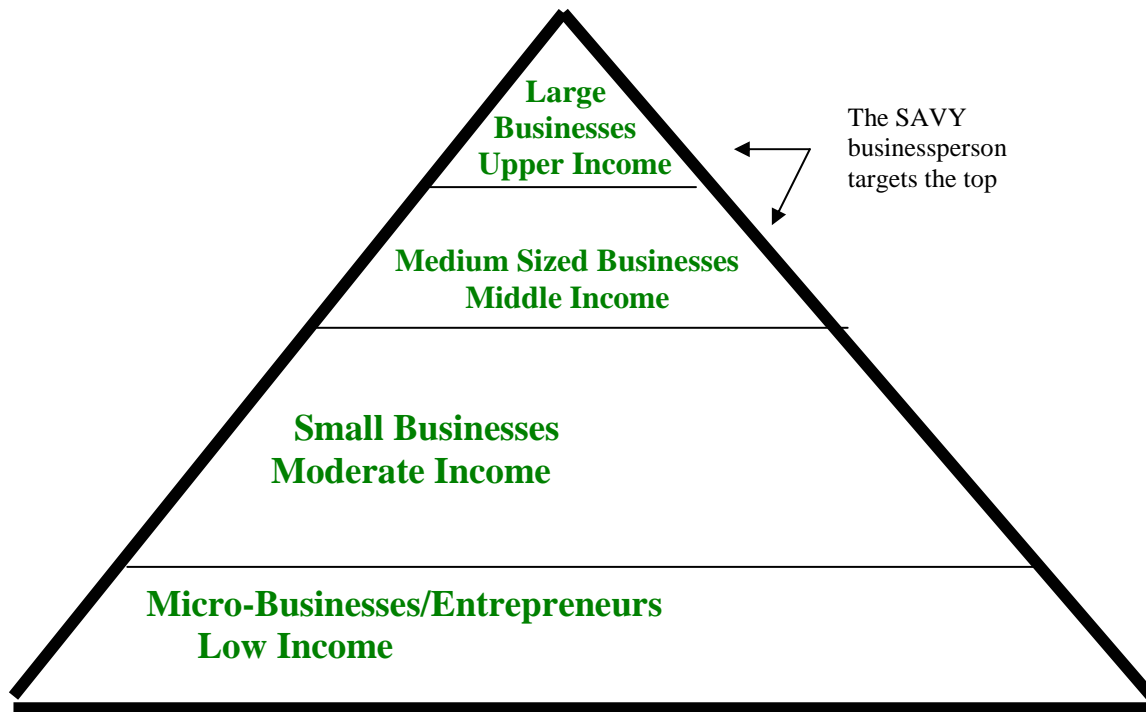 Large
Businesses
Upper Income
The SAVY
businessperson
targets the top
Medium Sized Businesses
Middle Income
Small Businesses
Moderate Income
Micro-Businesses/Entrepreneurs
Low Income